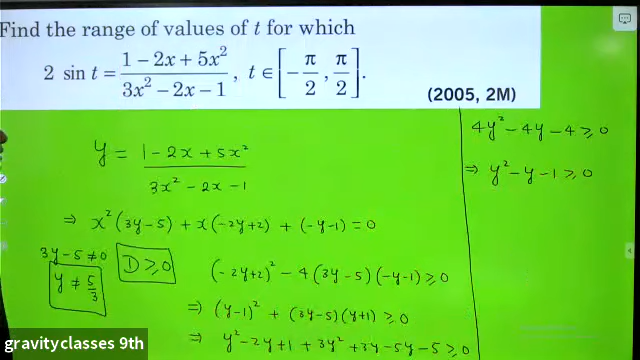 Find the range of values of t for which
2 sin t = (1 − 2x + 5x²)/(3x² − 2x − 1), t ∈ [−π/2, π/2].
(2005, 2M)
y = (1 − 2x + 5x²)/(3x² − 2x − 1)
⇒ x²(3y−5) + x(−2y+2) + (−y−1) = 0
3y−5 ≠ 0
y ≠ 5/3
D ≥ 0
(−2y+2)² − 4(3y−5)(−y−1) ≥ 0
⇒ (y−1)² + (3y−5)(y+1) ≥ 0
⇒ y² −2y+1 + 3y² +3y −5y −5 ≥ 0
4y² − 4y − 4 ≥ 0
⇒ y² − y − 1 ≥ 0
gravity classes 9th